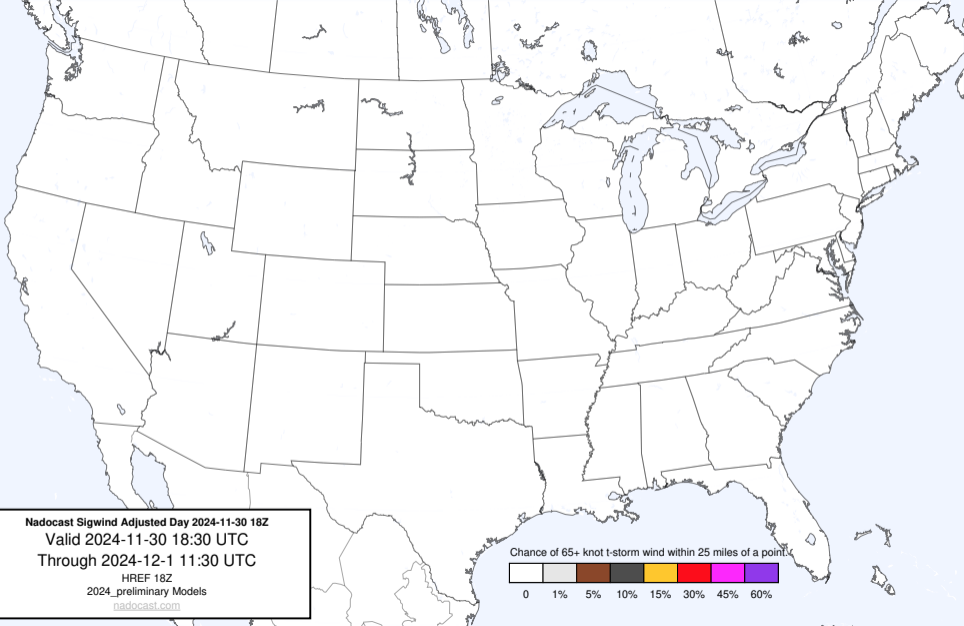 Nadocast Sigwind Adjusted Day 2024-11-30 18Z
Valid 2024-11-30 18:30 UTC
Through 2024-12-1 11:30 UTC
HREF 18Z
2024_preliminary Models
nadocast.com
Chance of 65+ knot t-storm wind within 25 miles of a point.
0 1% 5% 10% 15% 30% 45% 60%